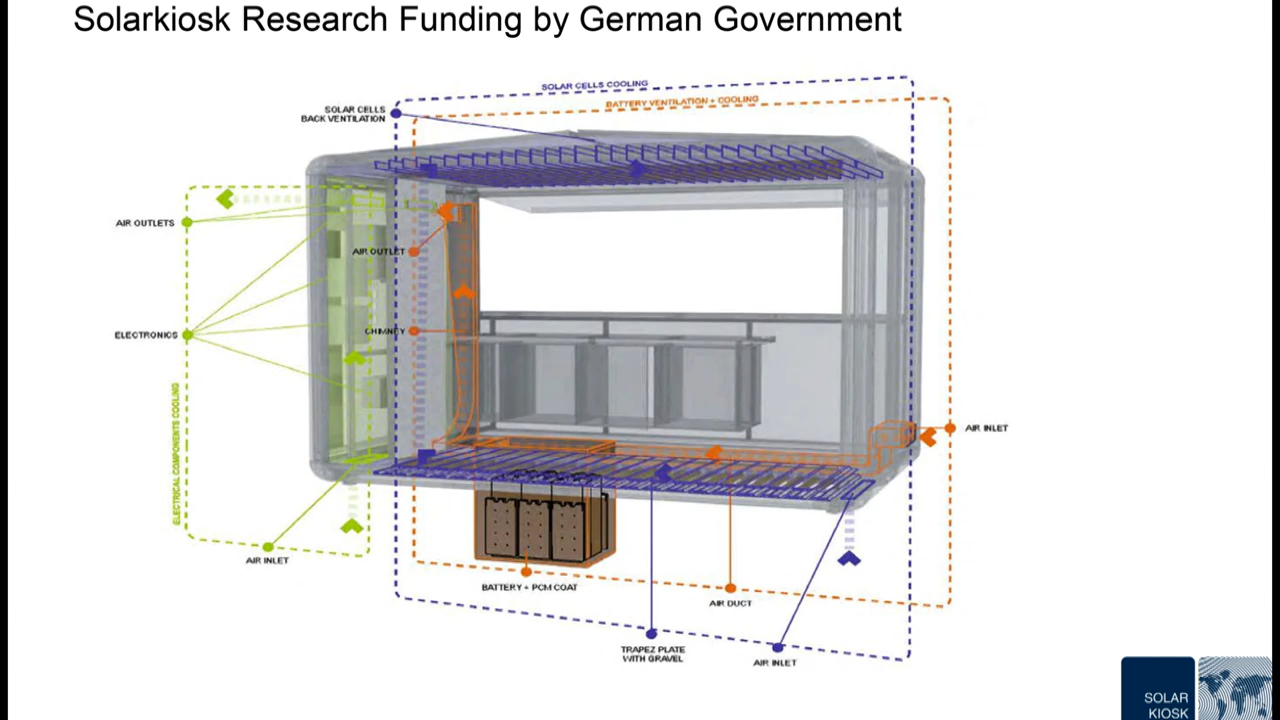 Solarkiosk Research Funding by German Government
SOLAR CELLS COOLING
BATTERY VENTILATION + COOLING
SOLAR CELLS
BACK VENTILATION
AIR OUTLETS
AIR OUTLET
ELECTRONICS
CHIMNEY
ELECTRICAL COMPONENTS COOLING
AIR INLET
AIR INLET
BATTERY + PCM COAT
AIR DUCT
TRAPEZ PLATE
WITH GRAVEL
AIR INLET
SOLAR
KIOSK